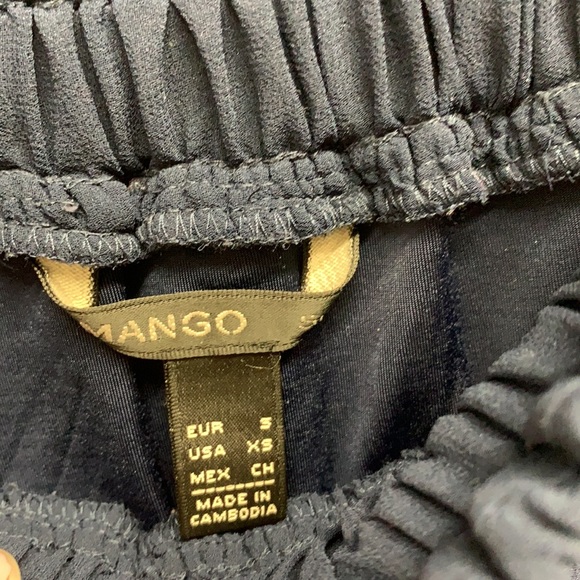 MANGO S
EUR S
USA XS
MEX CH
MADE IN
CAMBODIA